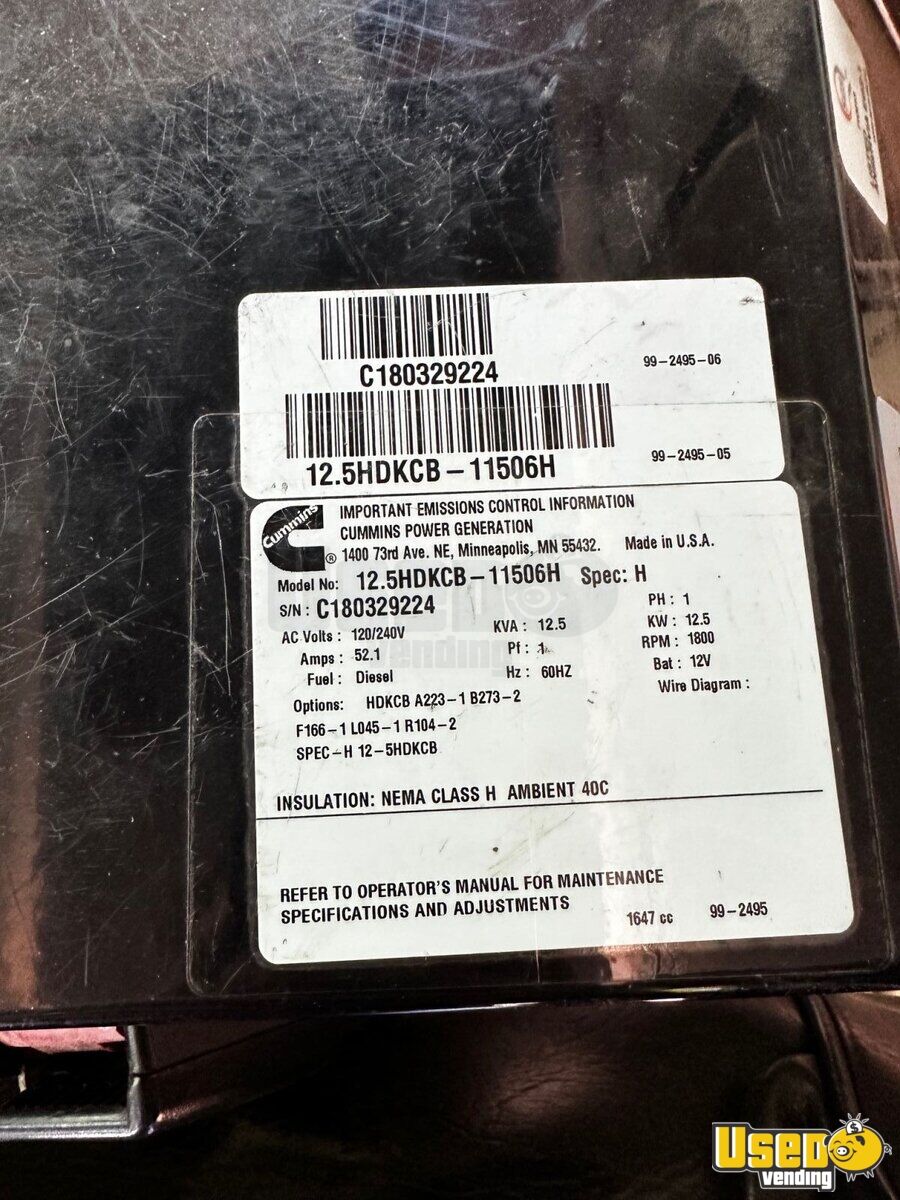 C180329224
99-2495-06
12.5HDKCB-11506H
99-2495-05
Cummins
IMPORTANT EMISSIONS CONTROL INFORMATION
CUMMINS POWER GENERATION
1400 73rd Ave. NE, Minneapolis, MN 55432. Made in U.S.A.
Model No: 12.5HDKCB-11506H Spec: H
S/N: C180329224
PH: 1
AC Volts: 120/240V KVA: 12.5 KW: 12.5
Amps: 52.1 Pf: 1 RPM: 1800
Fuel: Diesel Hz: 60HZ Bat: 12V
Wire Diagram:
Options: HDKCB A223-1 B273-2
F166-1 L045-1 R104-2
SPEC-H 12-5HDKCB
INSULATION: NEMA CLASS H AMBIENT 40C
REFER TO OPERATOR'S MANUAL FOR MAINTENANCE
SPECIFICATIONS AND ADJUSTMENTS
1647 cc 99-2495
USED vending
USED vending